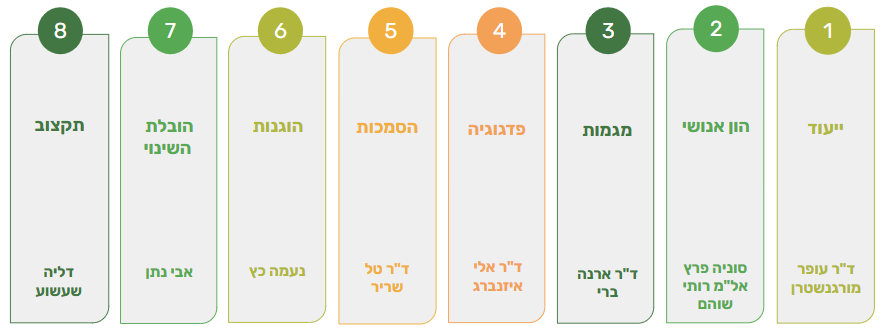 1
ייעוד
ד"ר עופר
מורגנשטרן
2
הון אנושי
סוניה פרץ
אל"מ רותי
שוהם
3
מגמות
ד"ר ארנה
ברי
4
פדגוגיה
ד"ר אלי
איזנברג
5
הסמכות
ד"ר טל
שריר
6
הוגנות
נעמה כץ
7
הובלת
השינוי
אבי נתן
8
תקצוב
דליה
שעשוע